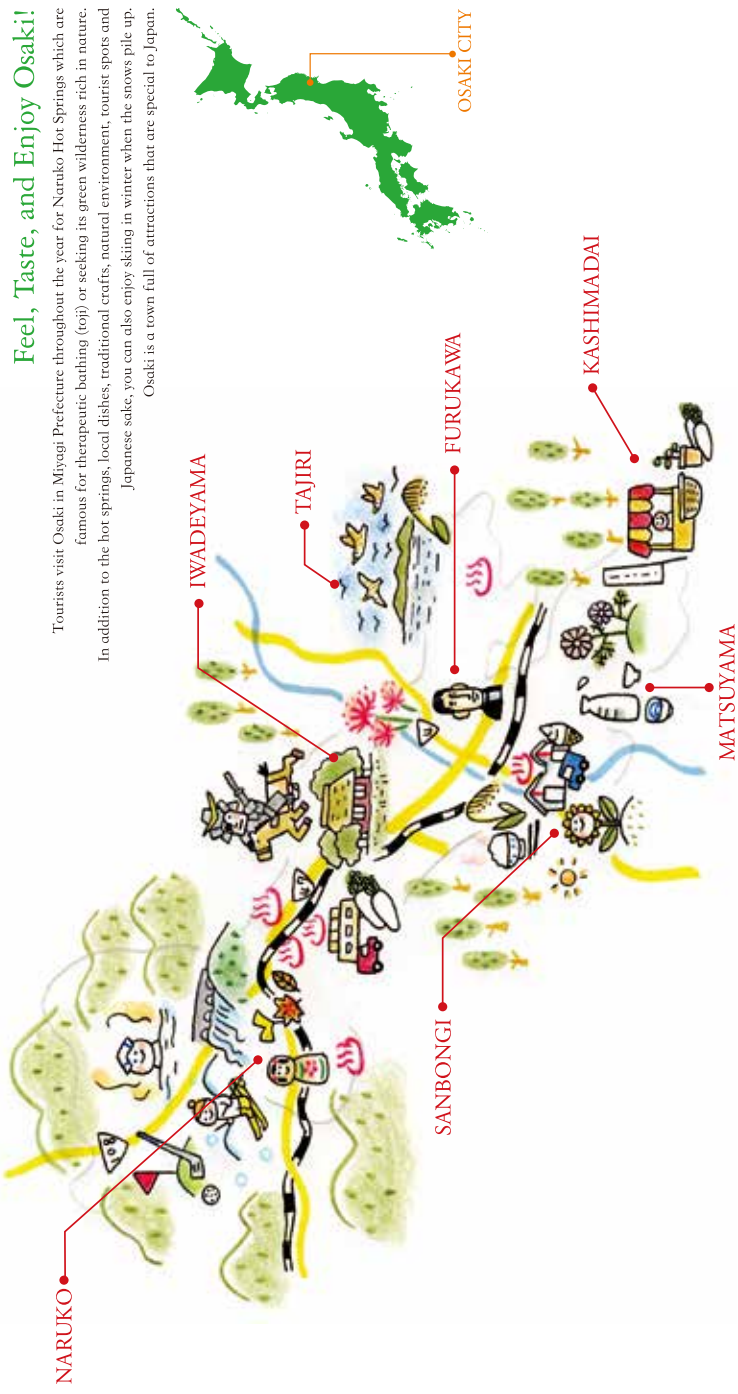 Feel, Taste, and Enjoy Osaki!
Tourists visit Osaki in Miyagi Prefecture throughout the year for Naruko Hot Springs which are
famous for therapeutic bathing (toji) or seeking its green wilderness rich in nature.
In addition to the hot springs, local dishes, traditional crafts, natural environment, tourist spots and
Japanese sake, you can also enjoy skiing in winter when the snows pile up.
Osaki is a town full of attractions that are special to Japan.
OSAKI CITY
NARUKO
IWADEYAMA
TAJIRI
FURUKAWA
KASHIMADAI
SANBONGI
MATSUYAMA
108
47
4